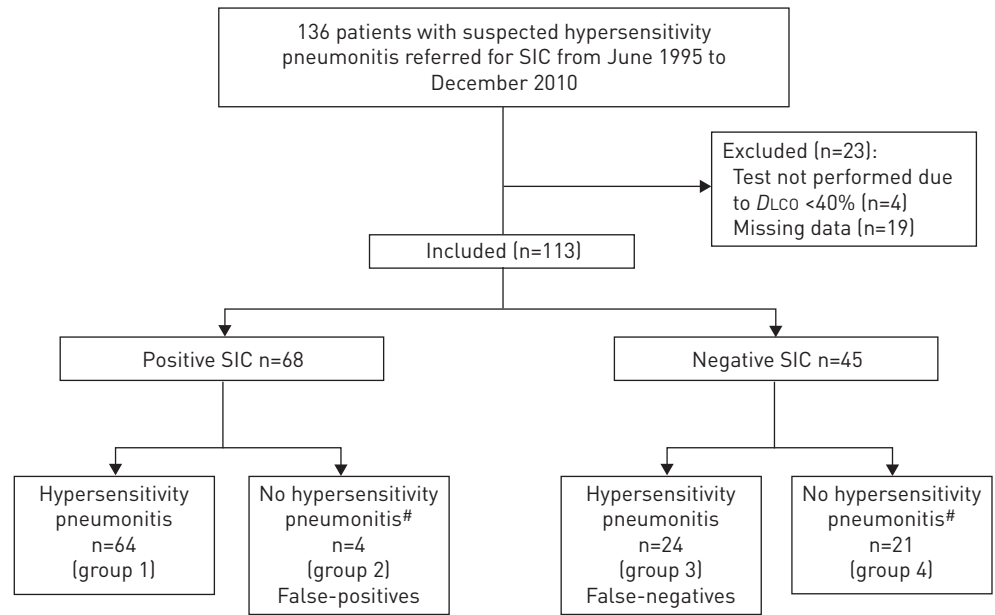 136 patients with suspected hypersensitivity
pneumonitis referred for SIC from June 1995 to
December 2010
Excluded (n=23):
Test not performed due
to DLCO <40% (n=4)
Missing data (n=19)
Included (n=113)
Positive SIC n=68
Negative SIC n=45
Hypersensitivity
pneumonitis
n=64
(group 1)
No hypersensitivity
pneumonitis#
n=4
(group 2)
False-positives
Hypersensitivity
pneumonitis
n=24
(group 3)
False-negatives
No hypersensitivity
pneumonitis#
n=21
(group 4)